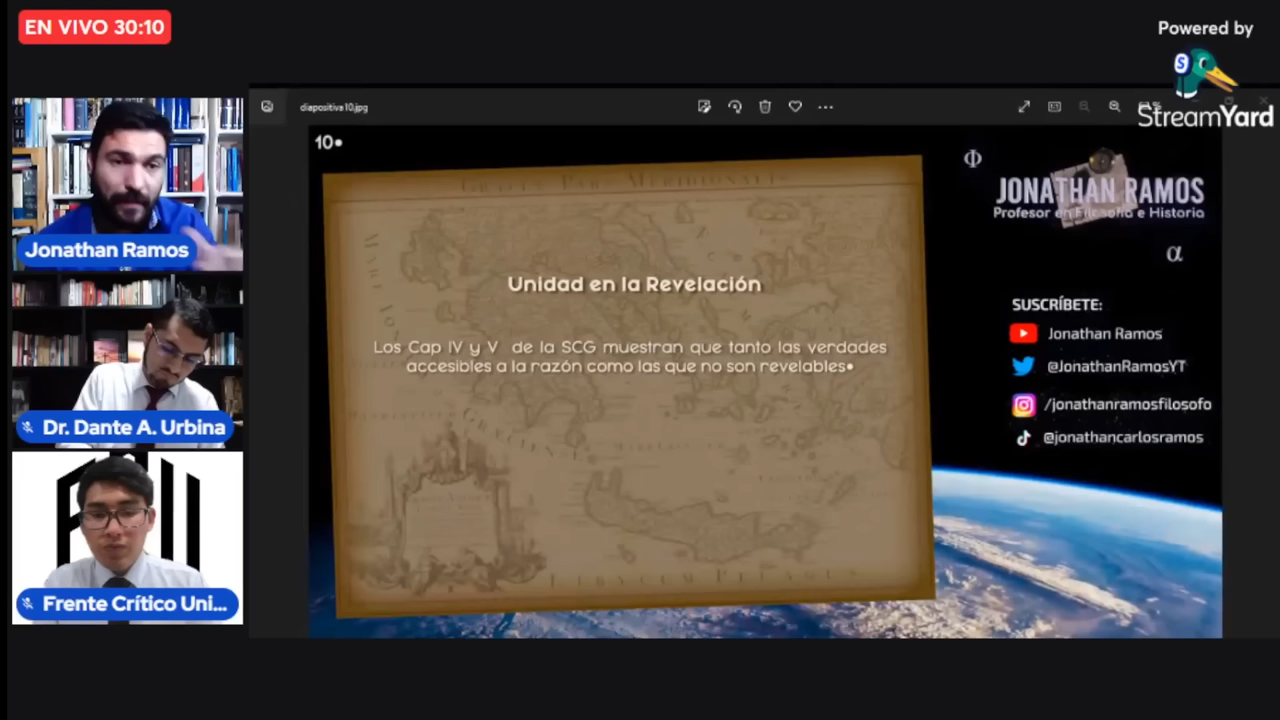 EN VIVO 30:10
Powered by
StreamYard
diapositiva10.jpg
10•
Φ
JONATHAN RAMOS
Profesor en Filosofía e Historia
α
Unidad en la Revelación
Los Cap IV y V de la SCG muestran que tanto las verdades
accesibles a la razón como las que no son revelables•
SUSCRÍBETE:
Jonathan Ramos
@JonathanRamosYT
/jonathanramosfilosofo
@jonathancarlosramos
Jonathan Ramos
Dr. Dante A. Urbina
Frente Crítico Uni...